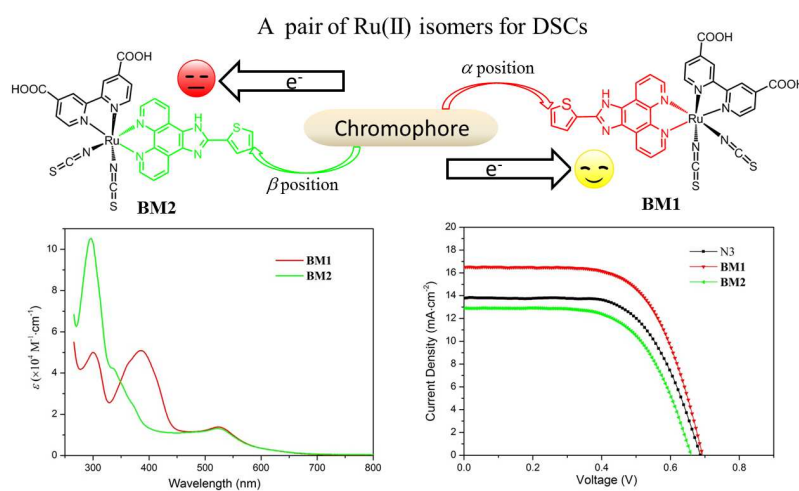 A pair of Ru(II) isomers for DSCs
COOH
HOOC
N
N
Ru
N
N
H
N
N
S
N
C
S
N
C
S
BM2
e⁻
β position
Chromophore
α position
e⁻
S
H
N
N
N
N
Ru
COOH
COOH
N
N
N
C
S
N
C
S
BM1
ε (×10⁴ M⁻¹·cm⁻¹)
10
8
6
4
2
0
BM1
BM2
300 400 500 600 700 800
Wavelength (nm)
Current Density (mA·cm⁻²)
20
18
16
14
12
10
8
6
4
2
0
N3
BM1
BM2
0.0 0.2 0.4 0.6 0.8
Voltage (V)